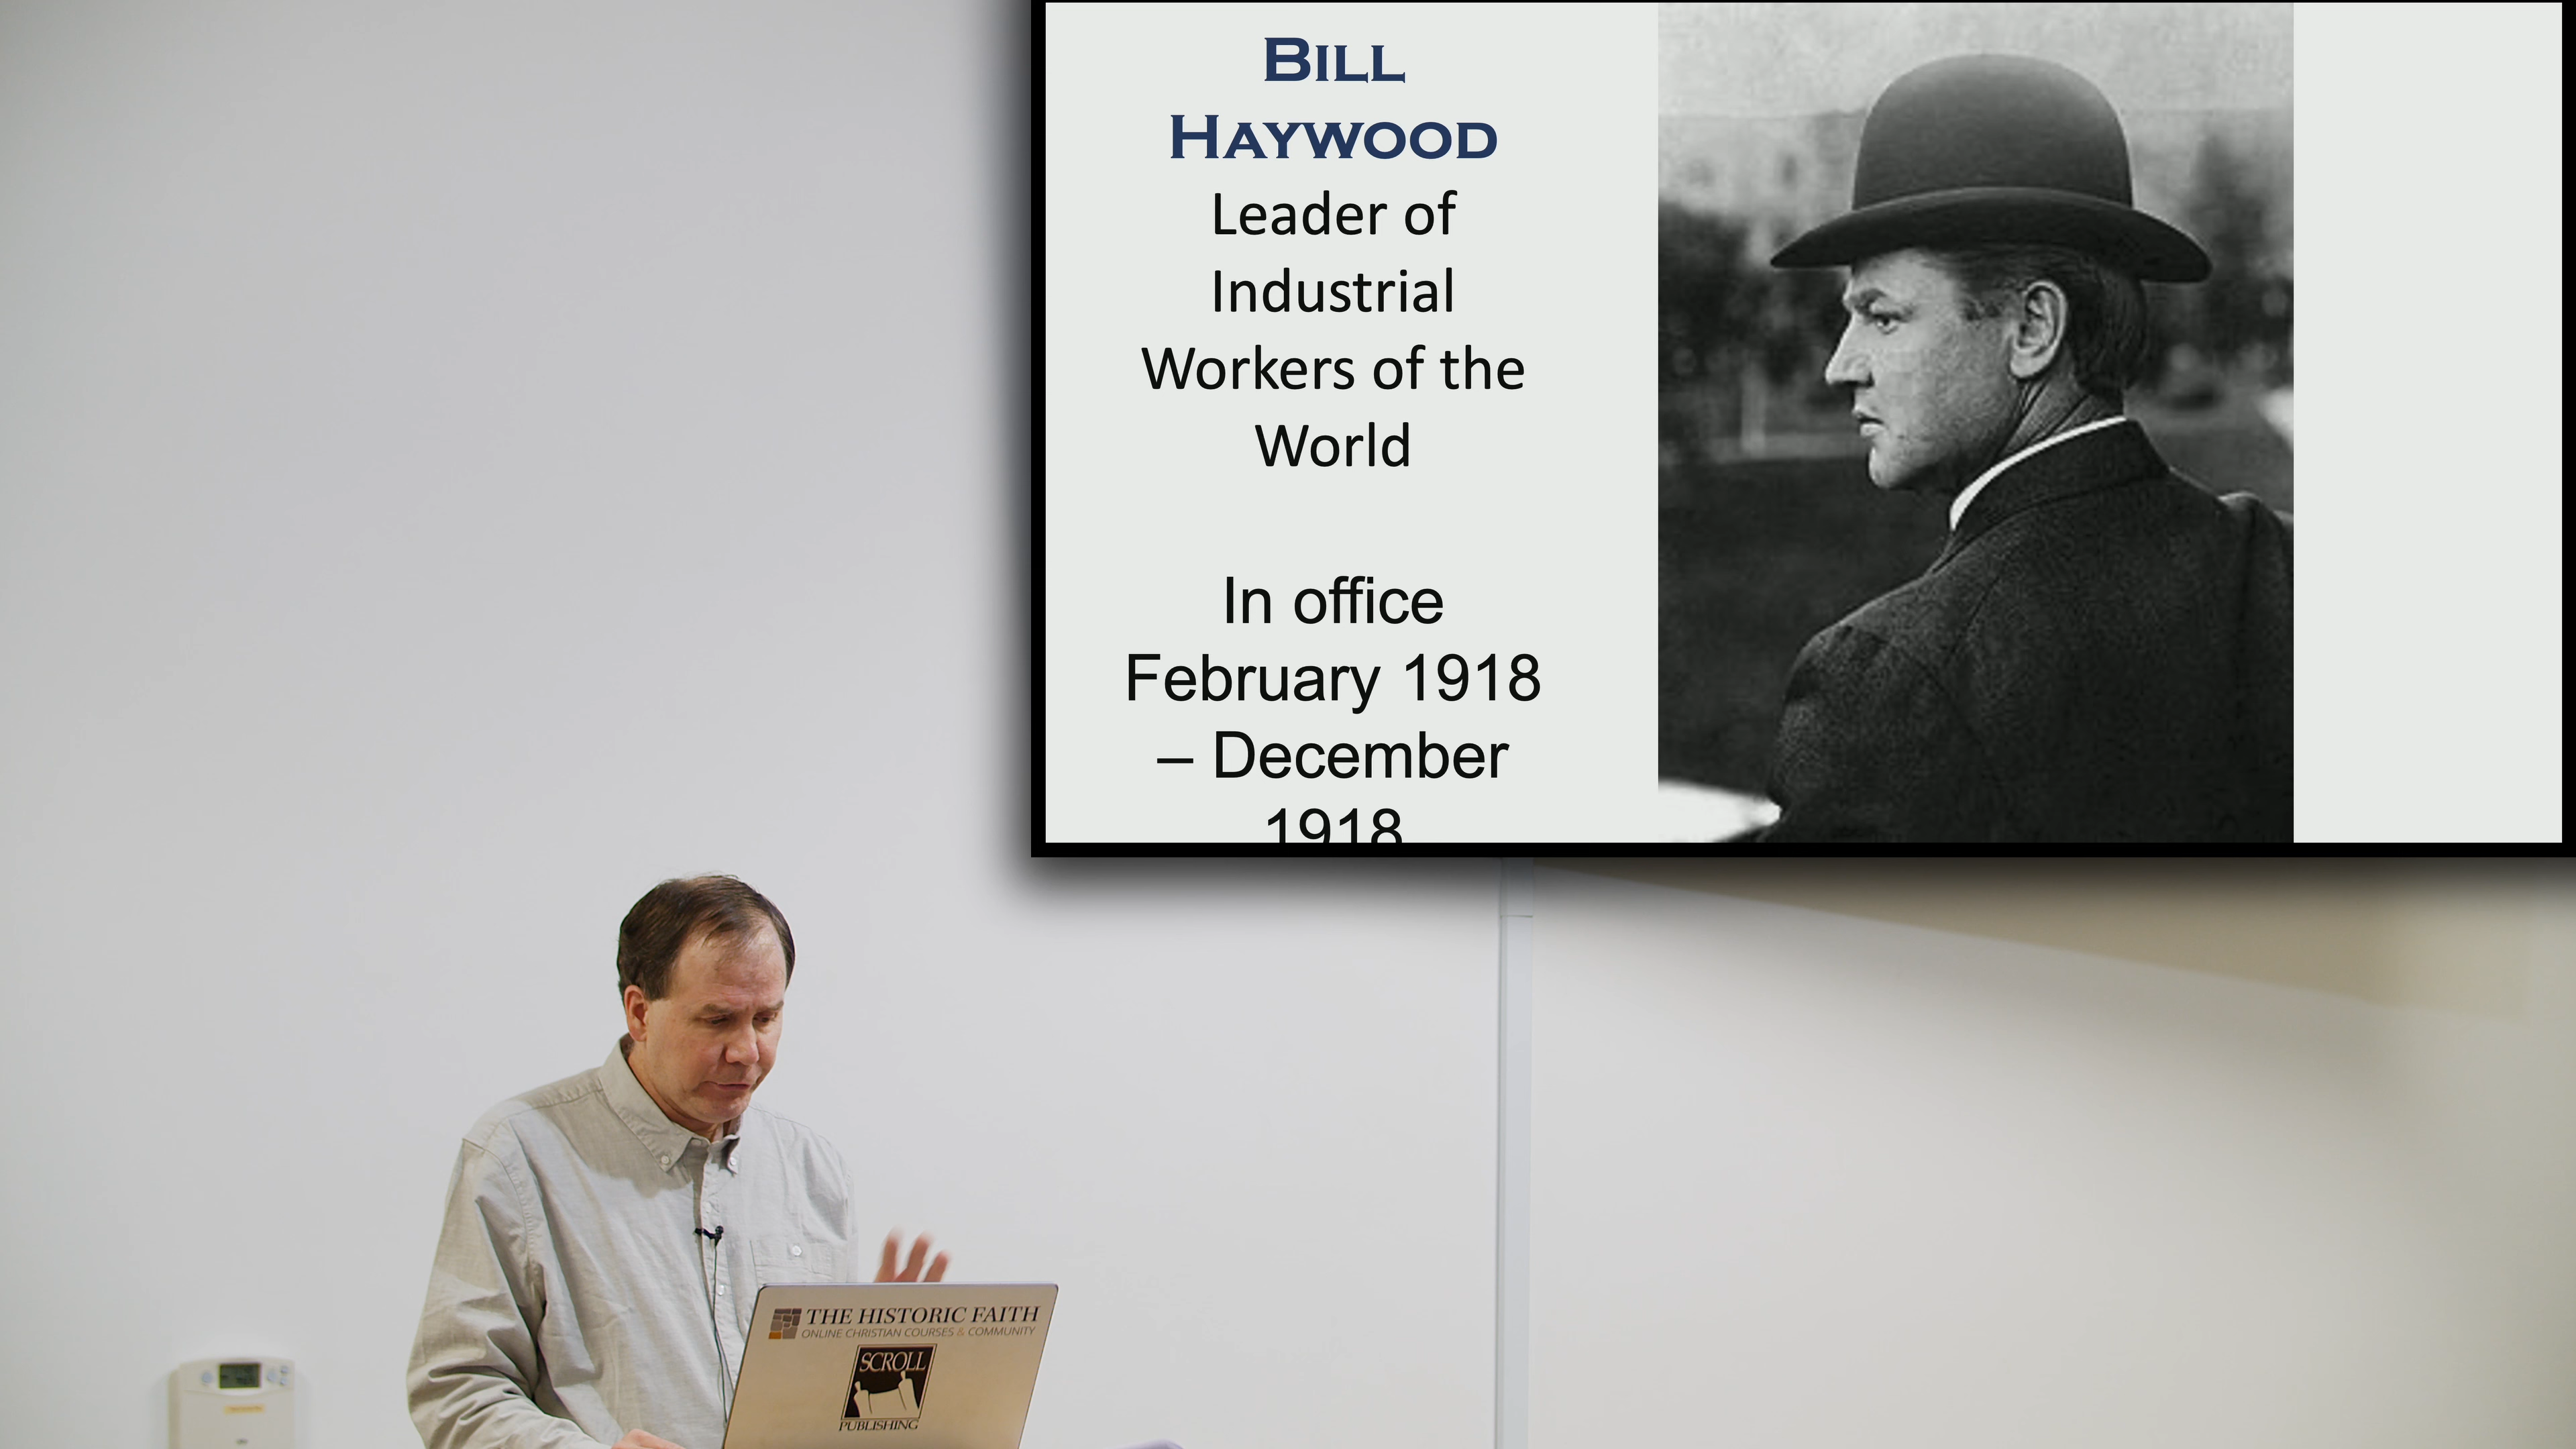 BILL
HAYWOOD
Leader of
Industrial
Workers of the
World
In office
February 1918
– December
1918
THE HISTORIC FAITH
ONLINE CHRISTIAN COURSES & COMMUNITY
SCROLL
PUBLISHING